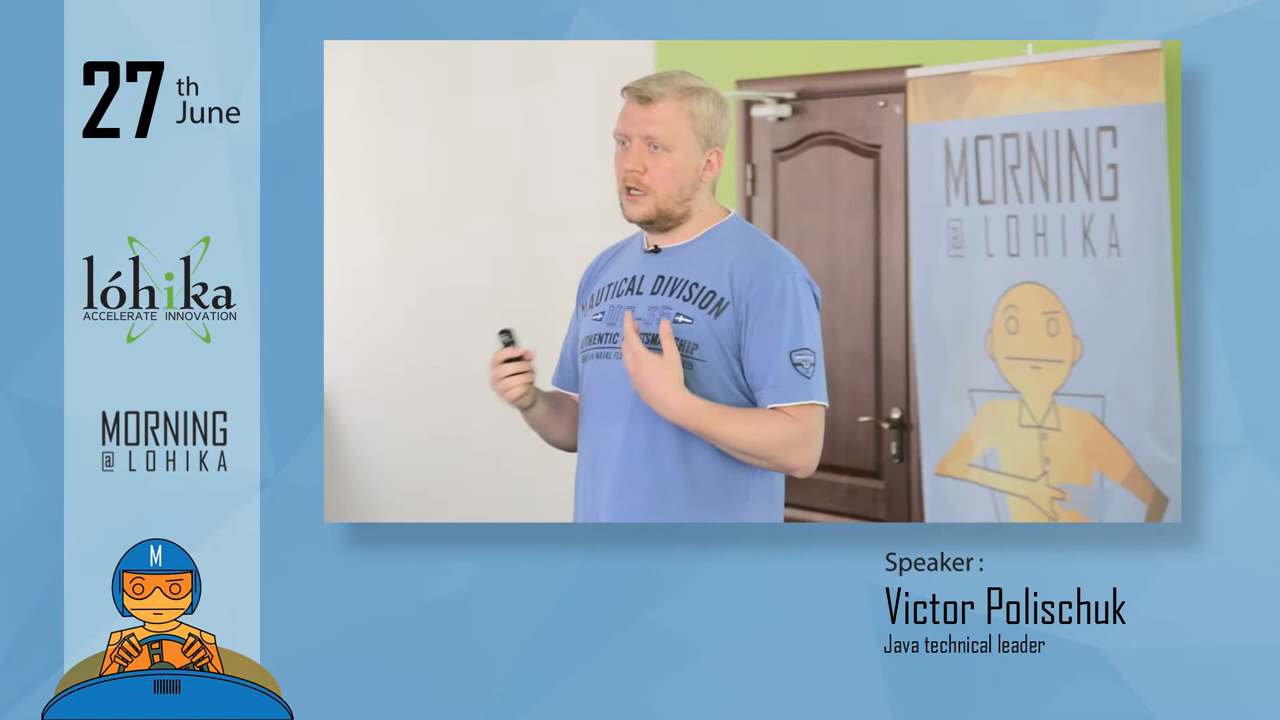 27 th
June
lóhika
ACCELERATE INNOVATION
MORNING
@ LOHIKA
M
NAUTICAL DIVISION
AUTHENTIC
MORNING
@ LOHIKA
Speaker :
Victor Polischuk
Java technical leader